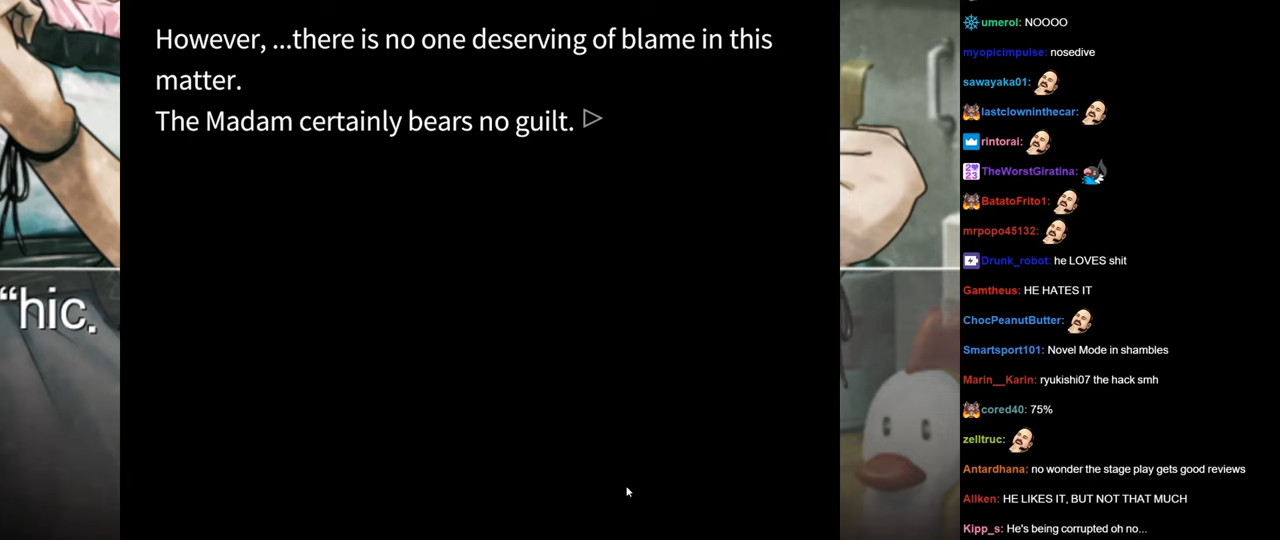 However, ...there is no one deserving of blame in this
matter.
The Madam certainly bears no guilt.
“hic.
umerol: NOOOO
myopicimpulse: nosedive
sawayaka01:
lastclowninthecar:
rintorai:
TheWorstGiratina:
BatatoFrito1:
mrpopo45132:
Drunk_robot: he LOVES shit
Gamtheus: HE HATES IT
ChocPeanutButter:
Smartsport101: Novel Mode in shambles
Marin__Karin: ryukishi07 the hack smh
cored40: 75%
zelltruc:
Antardhana: no wonder the stage play gets good reviews
Allken: HE LIKES IT, BUT NOT THAT MUCH
Kipp_s: He's being corrupted oh no...